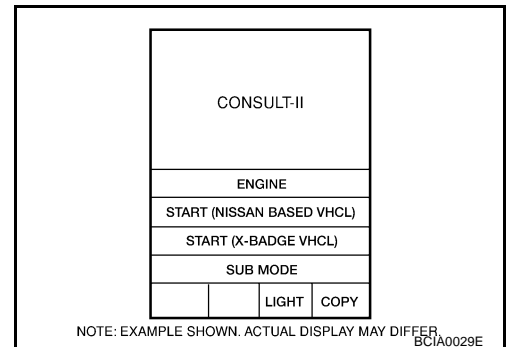 CONSULT-II
ENGINE
START (NISSAN BASED VHCL)
START (X-BADGE VHCL)
SUB MODE
LIGHT COPY
NOTE: EXAMPLE SHOWN. ACTUAL DISPLAY MAY DIFFER.
BCIA0029E